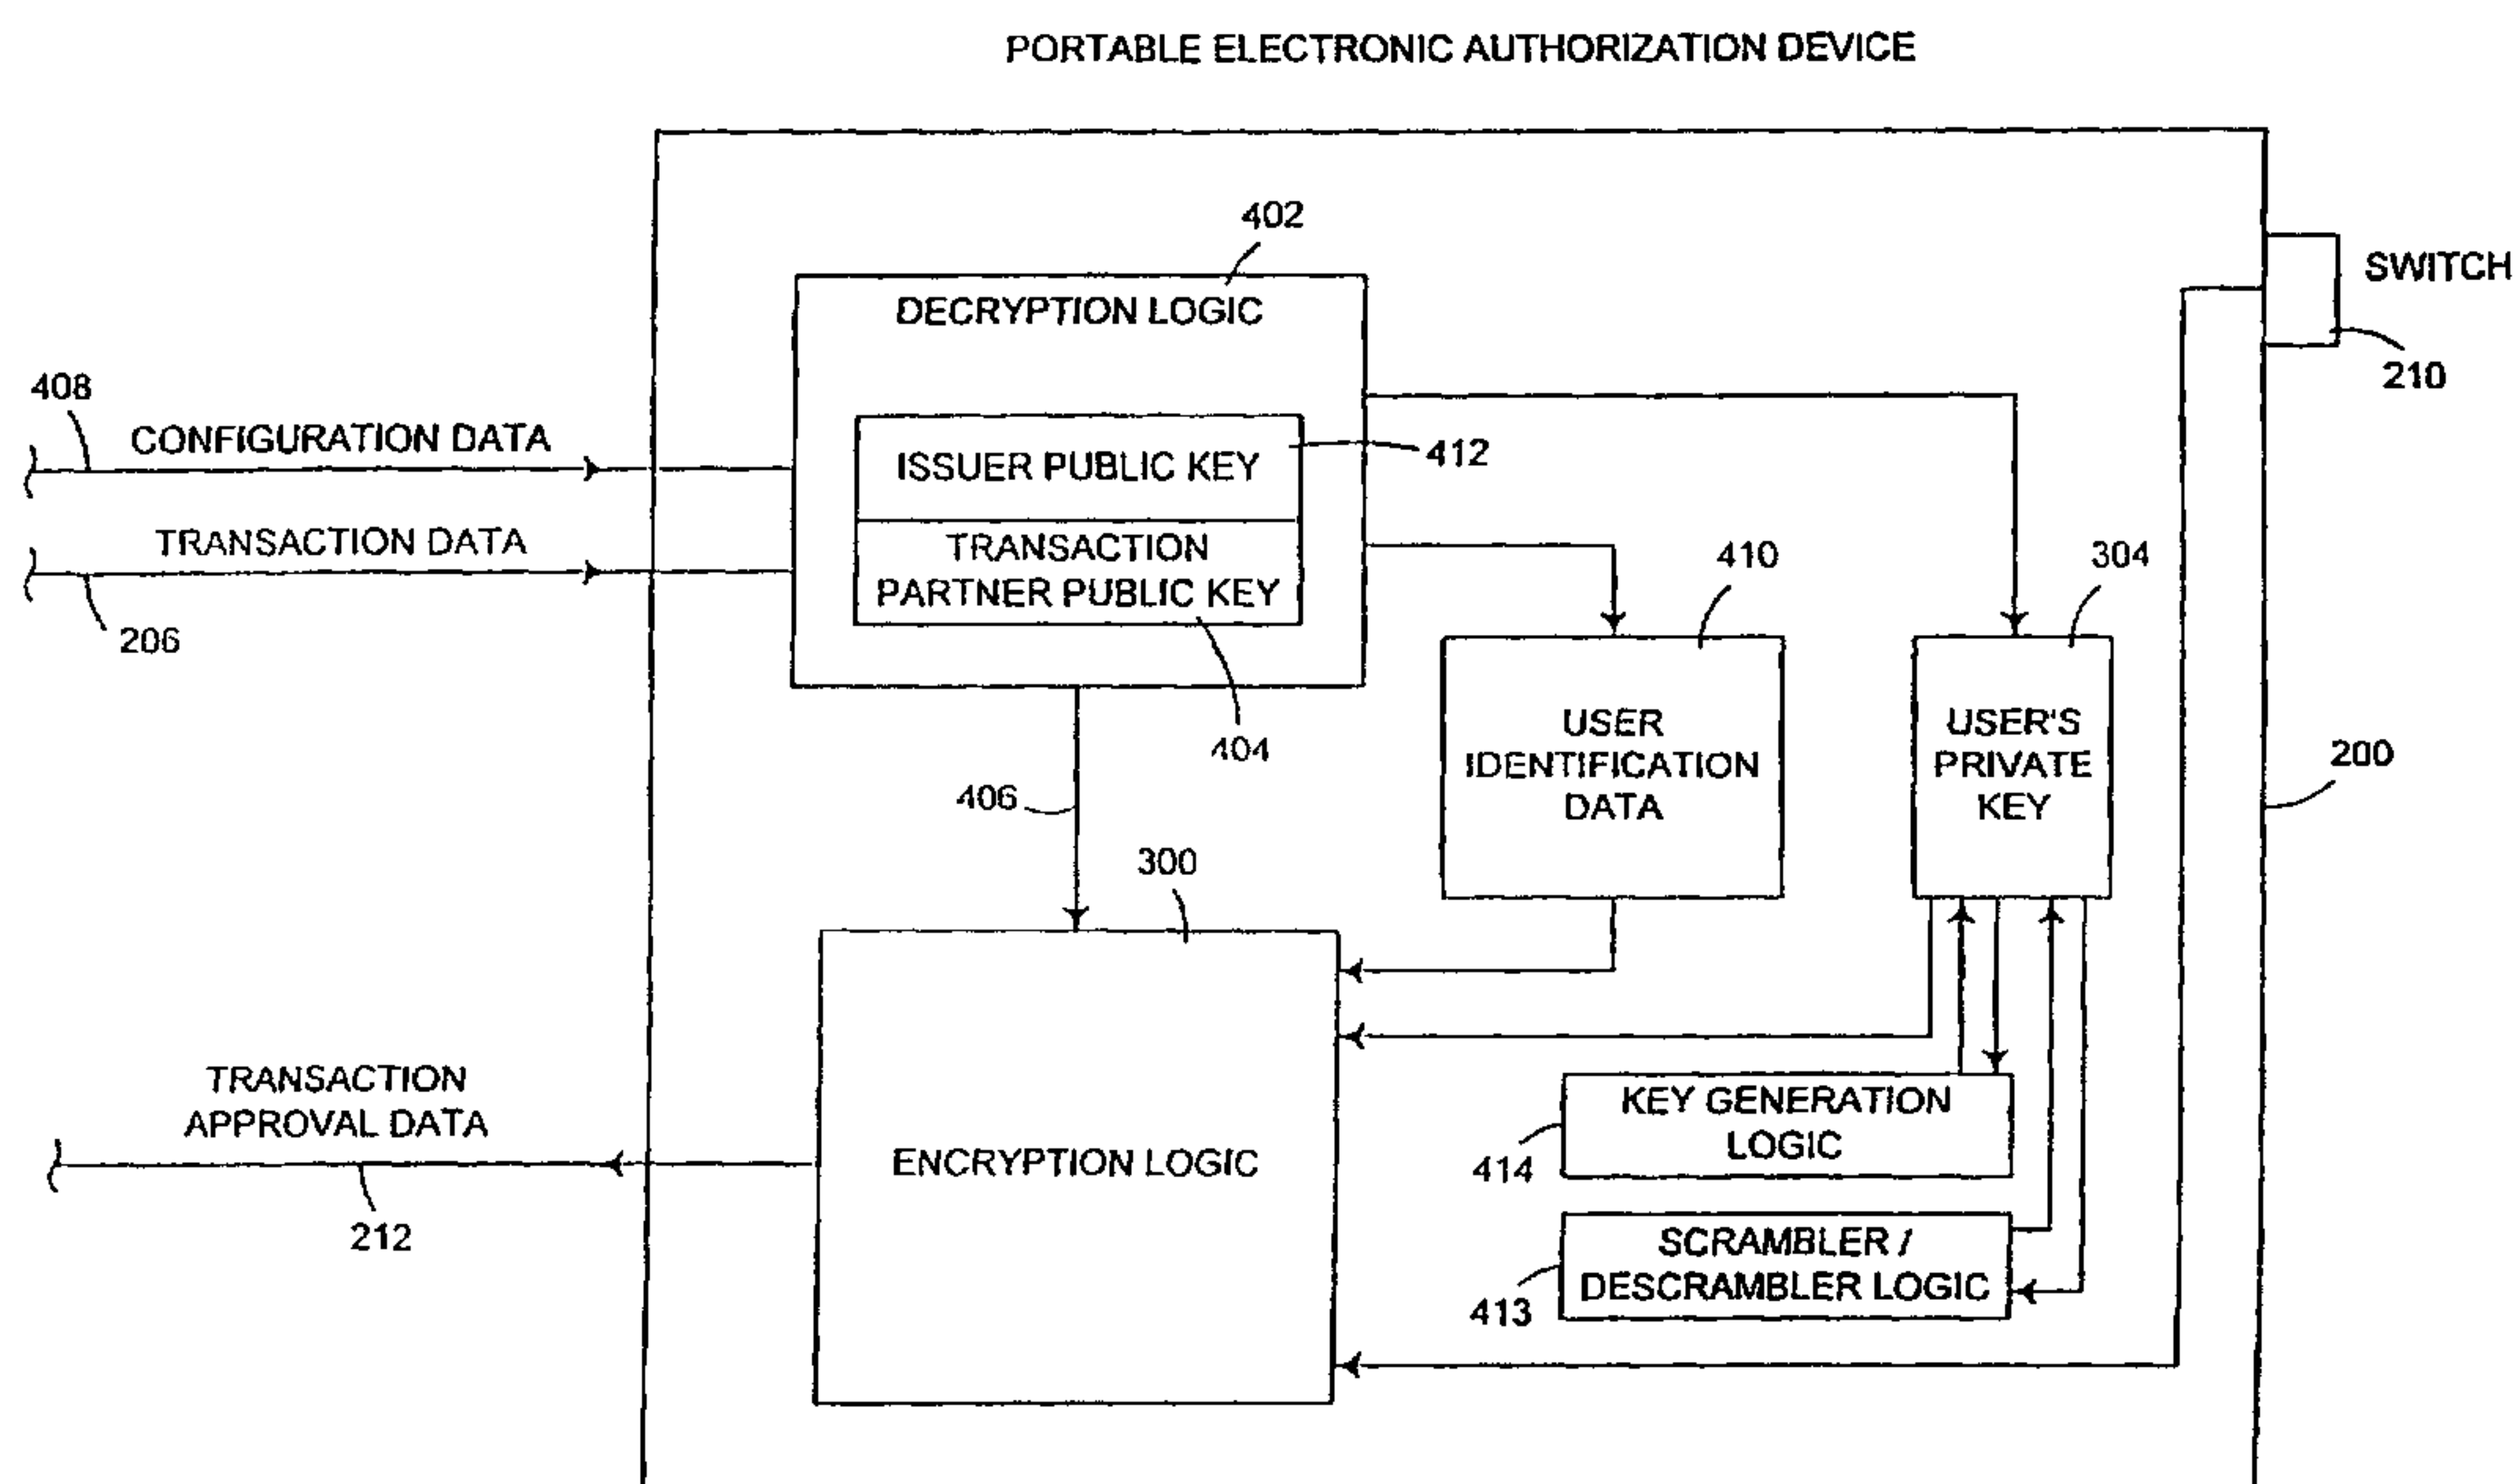 PORTABLE ELECTRONIC AUTHORIZATION DEVICE
402
DECRYPTION LOGIC
SWITCH
210
408
CONFIGURATION DATA
ISSUER PUBLIC KEY
412
TRANSACTION DATA
206
TRANSACTION
PARTNER PUBLIC KEY
404
410
304
USER
IDENTIFICATION
DATA
USER'S
PRIVATE
KEY
200
406
300
TRANSACTION
APPROVAL DATA
212
ENCRYPTION LOGIC
KEY GENERATION
LOGIC
414
SCRAMBLER /
DESCRAMBLER LOGIC
413